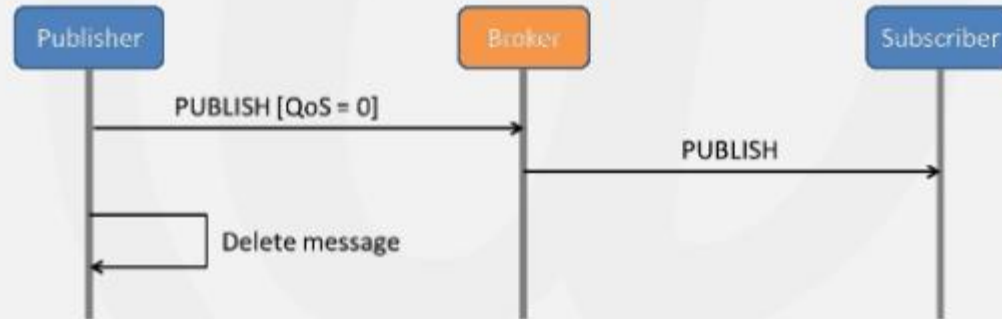 Publisher
Broker
Subscriber
PUBLISH [QoS = 0]
PUBLISH
Delete message